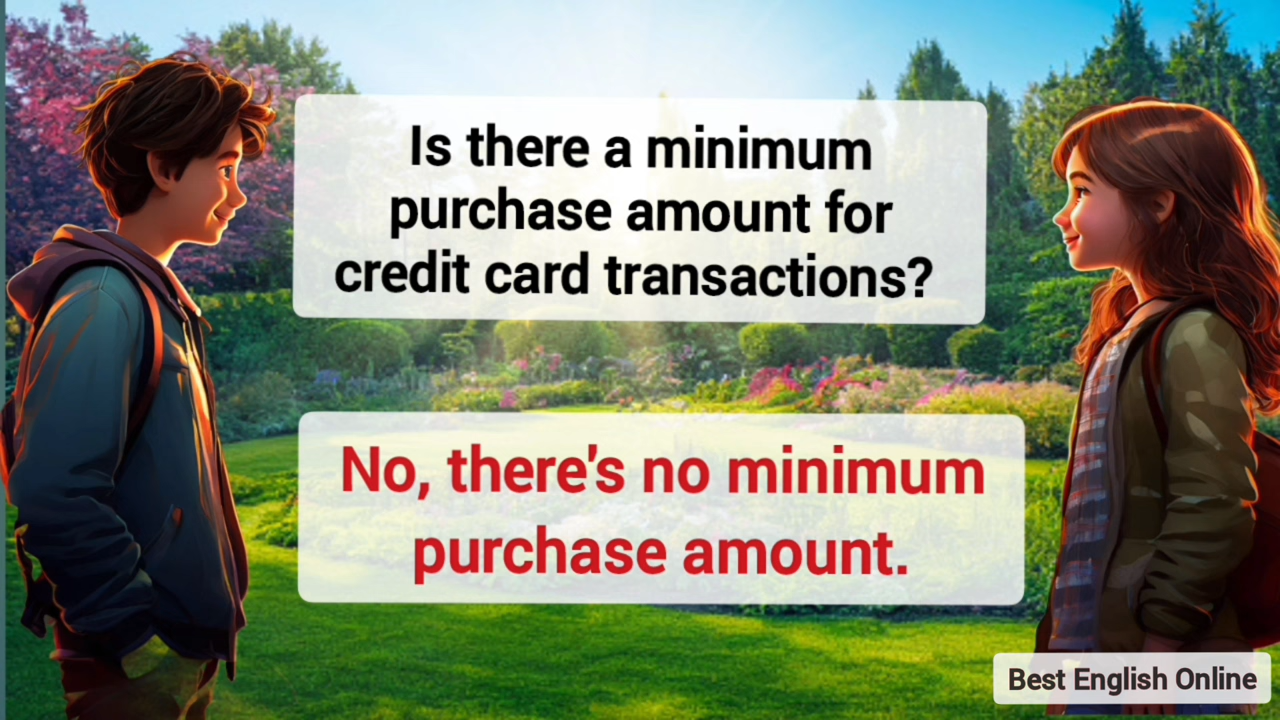 Is there a minimum
purchase amount for
credit card transactions?
No, there's no minimum
purchase amount.
Best English Online